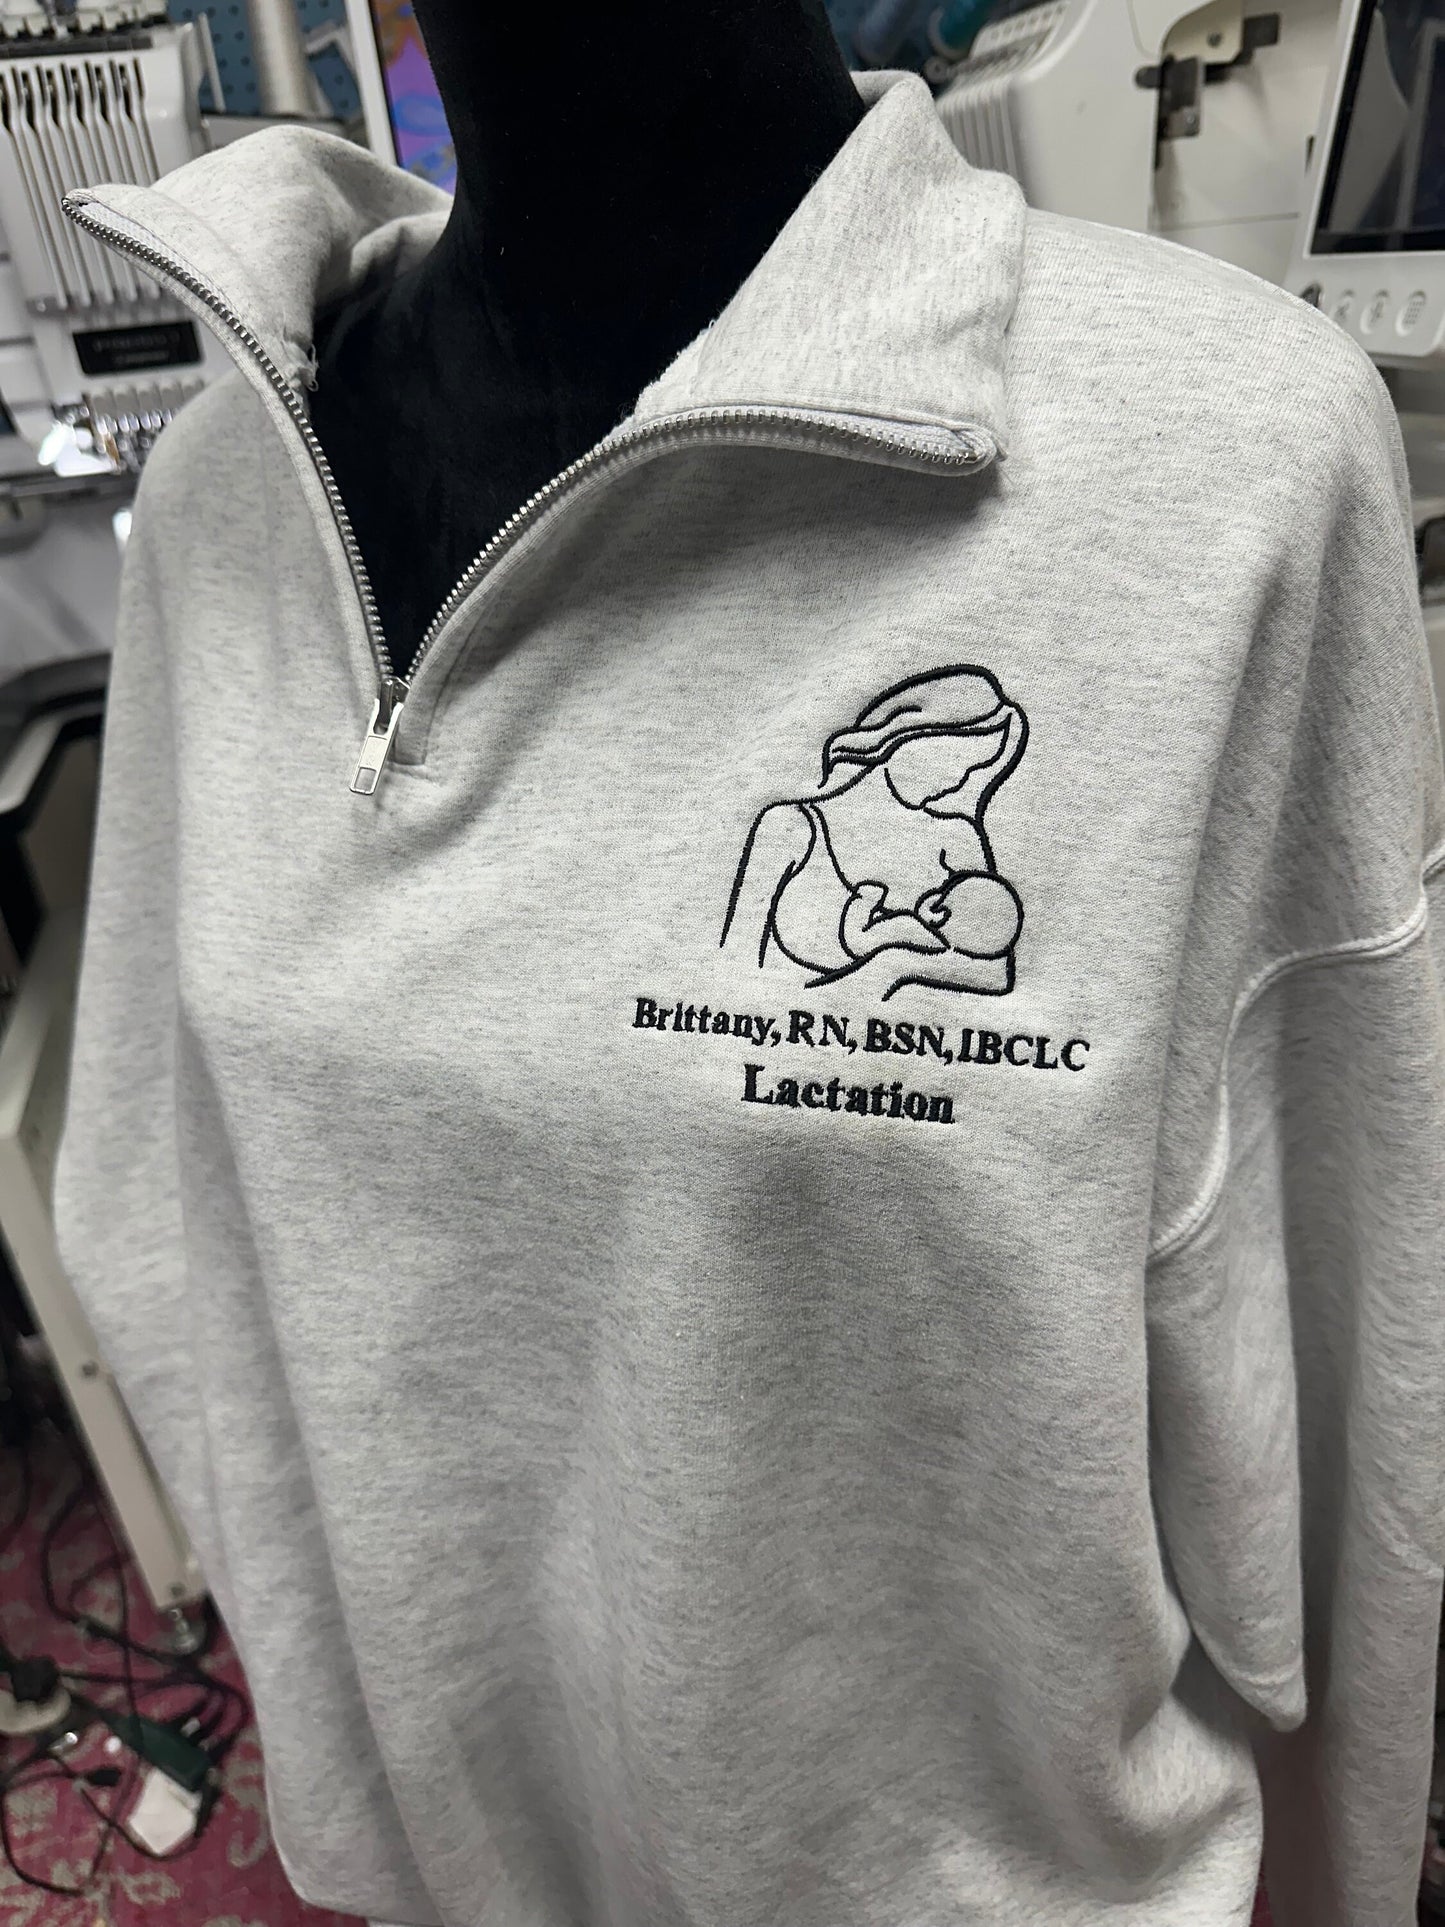 Brittany, RN, BSN, IBCLC
Lactation